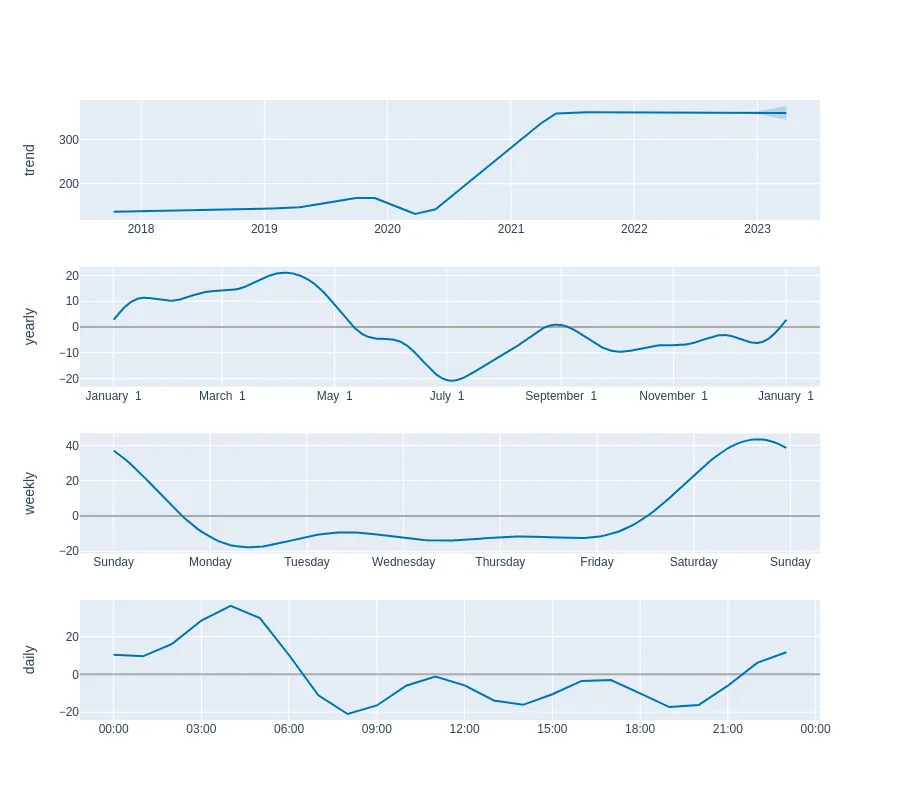 trend
300
200
2018 2019 2020 2021 2022 2023
yearly
20
10
0
−10
−20
January 1 March 1 May 1 July 1 September 1 November 1 January 1
weekly
40
20
0
−20
Sunday Monday Tuesday Wednesday Thursday Friday Saturday Sunday
daily
20
0
−20
00:00 03:00 06:00 09:00 12:00 15:00 18:00 21:00 00:00